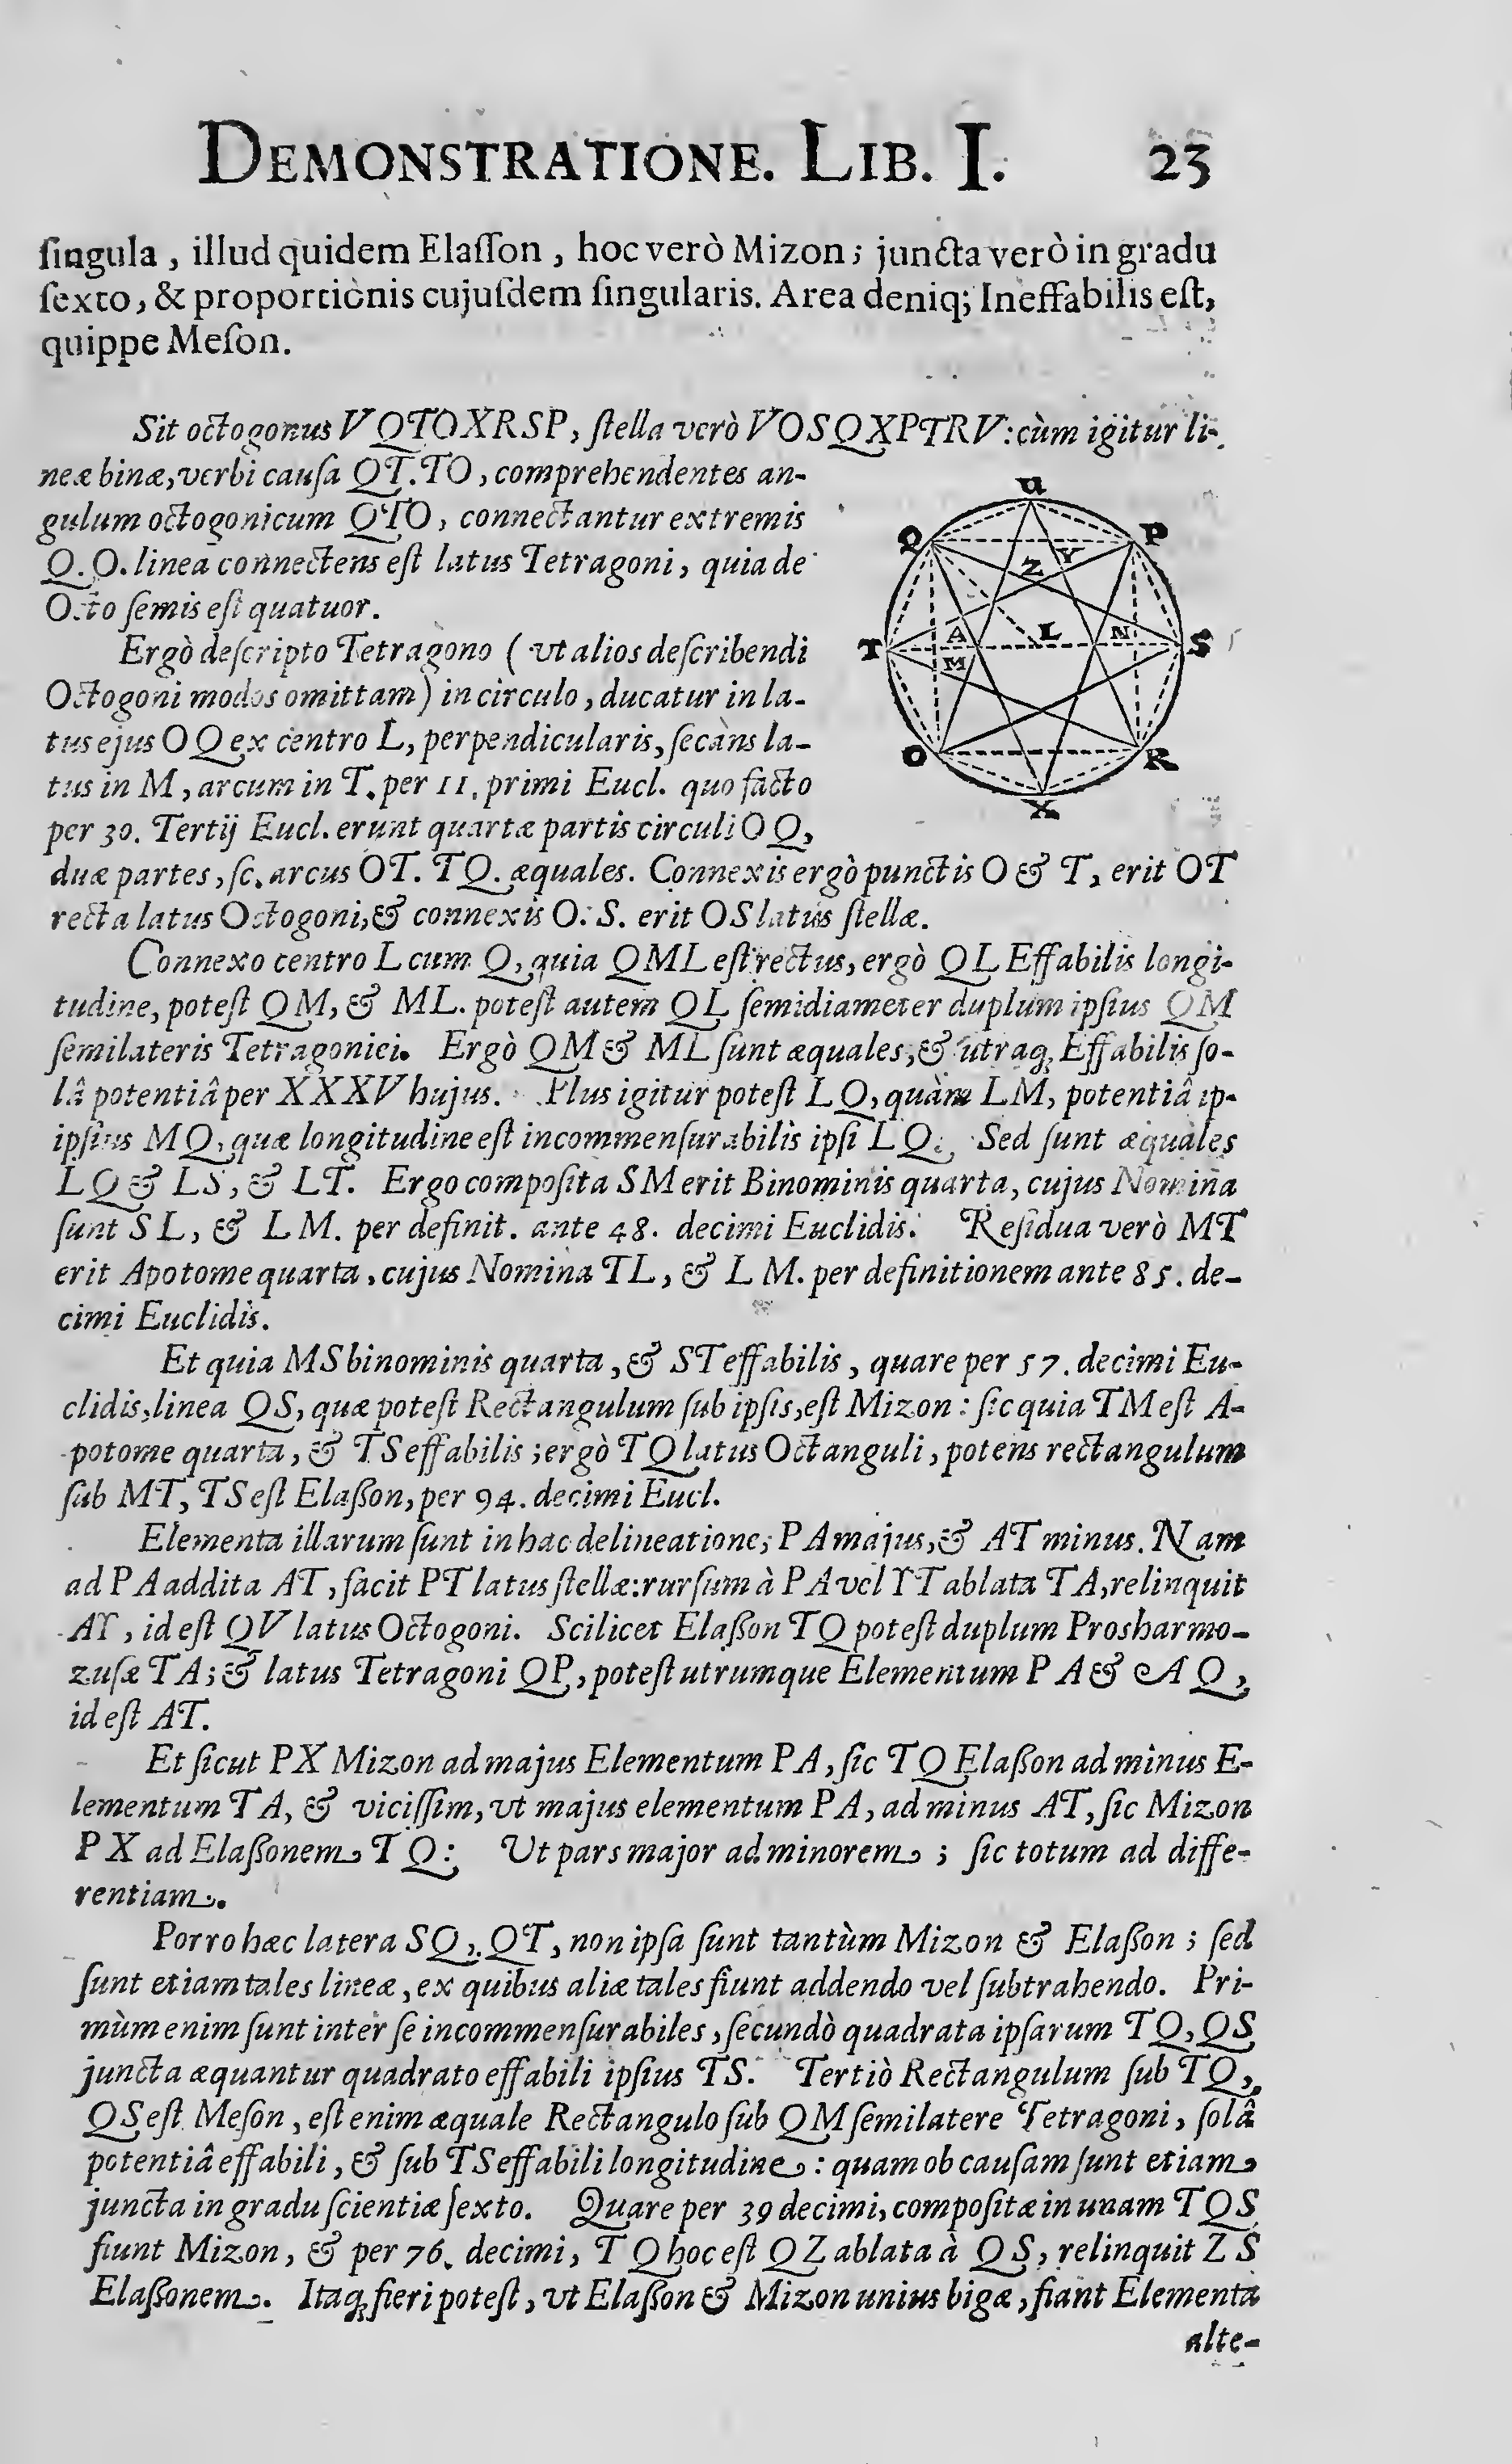 DEMONSTRATIONE. LIB. I. 23
ſingula, illud quidem Elaſſon, hoc verò Mizon; juncta verò in gradu
ſexto, & proportiònis cujuſdem ſingularis. Area deniq; Ineffabilis eſt,
quippe Meſon.
Sit octogonus VQTOXRSP, ſtella verò VOSQXPTRV: cùm igitur li-
neæ binæ, verbi cauſa QT. TO, comprehendentes an-
gulum octogonicum QTO, connectantur extremis
Q. O. linea connectens eſt latus Tetragoni, quia de
Octo ſemis eſt quatuor.
Ergò deſcripto Tetragono (ut alios deſcribendi
Octogoni modos omittam) in circulo, ducatur in la-
tus ejus OQ ex centro L, perpendicularis, ſecàns la-
tus in M, arcum in T. per 11. primi Eucl. quo facto
per 30. Tertij Eucl. erunt quartæ partis circuli OQ,
duæ partes, ſc. arcus OT. TQ. æquales. Connexis ergò punctis O & T, erit OT
recta latus Octogoni, & connexis O. S. erit OS latus ſtellæ.
U
Q
P
Z
Y
T
A
L
N
S
M
O
R
X
Connexo centro L cum Q, quia QML eſt rectus, ergò QL Effabilis longi-
tudine, poteſt QM, & ML. poteſt autem QL ſemidiameter duplum ipſius QM
ſemilateris Tetragonici. Ergò QM & ML ſunt æquales, & utraq; Effabilis ſo-
lâ potentiâ per XXXV hujus. Plus igitur poteſt LQ, quàm LM, potentiâ ip-
ipſius MQ, quæ longitudine eſt incommenſurabilis ipſi LQ. Sed ſunt æquales
LQ & LS, & LT. Ergo compoſita SM erit Binominis quarta, cujus Nomina
ſunt SL, & LM. per definit. ante 48. decimi Euclidis. Reſidua verò MT
erit Apotome quarta, cujus Nomina TL, & LM. per definitionem ante 85. de-
cimi Euclidis.
Et quia MS binominis quarta, & ST effabilis, quare per 57. decimi Eu-
clidis, linea QS, quæ poteſt Rectangulum ſub ipſis, eſt Mizon: ſic quia TM eſt A-
potome quarta, & TS effabilis; ergò TQ latus Octanguli, potens rectangulum
ſub MT, TS eſt Elaßon, per 94. decimi Eucl.
Elementa illarum ſunt in hac delineatione; PA majus, & AT minus. Nam
ad PA addita AT, facit PT latus ſtellæ: rurſum à PA vel YT ablata TA, relinquit
AY, id eſt QV latus Octogoni. Scilicet Elaßon TQ poteſt duplum Prosharmo-
zuſæ TA; & latus Tetragoni QP, poteſt utrumque Elementum PA & AQ,
id eſt AT.
Et ſicut PX Mizon ad majus Elementum PA, ſic TQ Elaßon ad minus E-
lementum TA, & viciſſim, ut majus elementum PA, ad minus AT, ſic Mizon
PX ad Elaßonem TQ: Ut pars major ad minorem; ſic totum ad diffe-
rentiam.
Porro hæc latera SQ, QT, non ipſa ſunt tantùm Mizon & Elaßon; ſed
ſunt etiam tales lineæ, ex quibus aliæ tales fiunt addendo vel ſubtrahendo. Pri-
mùm enim ſunt inter ſe incommenſurabiles, ſecundò quadrata ipſarum TQ, QS
juncta æquantur quadrato effabili ipſius TS. Tertiò Rectangulum ſub TQ,
QS eſt Meſon, eſt enim æquale Rectangulo ſub QM ſemilatere Tetragoni, ſolâ
potentiâ effabili, & ſub TS effabili longitudine: quam ob cauſam ſunt etiam
juncta in gradu ſcientiæ ſexto. Quare per 39 decimi, compoſitæ in unam TQS
fiunt Mizon, & per 76. decimi, TQ hoc eſt QZ ablata à QS, relinquit ZS
Elaßonem. Itaq; fieri poteſt, ut Elaßon & Mizon unius bigæ, fiant Elementa
alte-